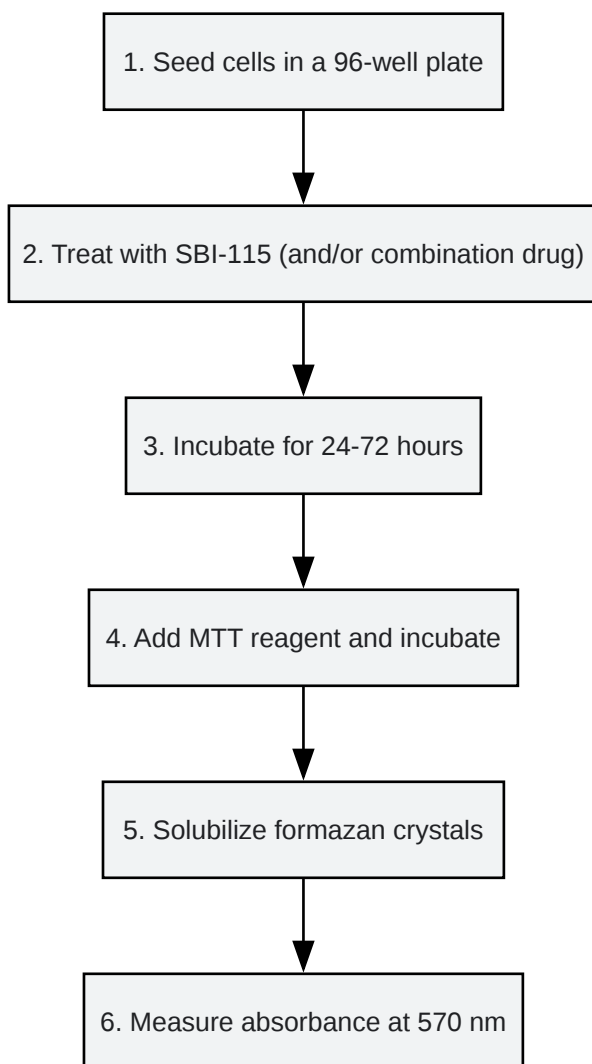 1. Seed cells in a 96-well plate
2. Treat with SBI-115 (and/or combination drug)
3. Incubate for 24-72 hours
4. Add MTT reagent and incubate
5. Solubilize formazan crystals
6. Measure absorbance at 570 nm